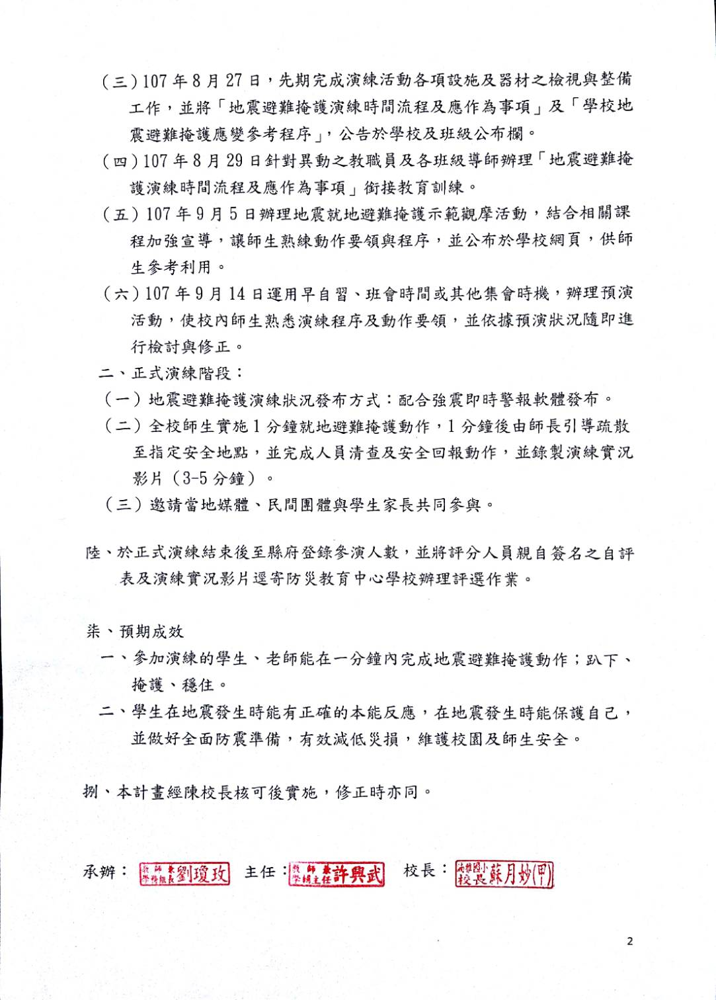 （三）107 年 8 月 27 日，先期完成演練活動各項設施及器材之檢視與整備
工作，並將「地震避難掩護演練時間流程及應作為事項」及「學校地
震避難掩護應變參考程序」，公告於學校及班級公布欄。
（四）107 年 8 月 29 日針對異動之教職員及各班級導師辦理「地震避難掩
護演練時間流程及應作為事項」銜接教育訓練。
（五）107 年 9 月 5 日辦理地震就地避難掩護示範觀摩活動，結合相關課
程加強宣導，讓師生熟練動作要領與程序，並公布於學校網頁，供師
生參考利用。
（六）107 年 9 月 14 日運用早自習、班會時間或其他集會時機，辦理預演
活動，使校內師生熟悉演練程序及動作要領，並依據預演狀況隨即進
行檢討與修正。
二、正式演練階段：
（一）地震避難掩護演練狀況發布方式：配合強震即時警報軟體發布。
（二）全校師生實施 1 分鐘就地避難掩護動作，1 分鐘後由師長引導疏散
至指定安全地點，並完成人員清查及安全回報動作，並錄製演練實況
影片（3-5 分鐘）。
（三）邀請當地媒體、民間團體與學生家長共同參與。
陸、於正式演練結束後至縣府登錄參演人數，並將評分人員親自簽名之自評
表及演練實況影片逕寄防災教育中心學校辦理評選作業。
柒、預期成效
一、參加演練的學生、老師能在一分鐘內完成地震避難掩護動作；趴下、
掩護、穩住。
二、學生在地震發生時能有正確的本能反應，在地震發生時能保護自己，
並做好全面防震準備，有效減低災損，維護校園及師生安全。
捌、本計畫經陳校長核可後實施，修正時亦同。
承辦： 教師兼學務組長劉瓊玫 主任：教師兼學務主任許興武 校長：國小校長蘇月妙(甲)
2